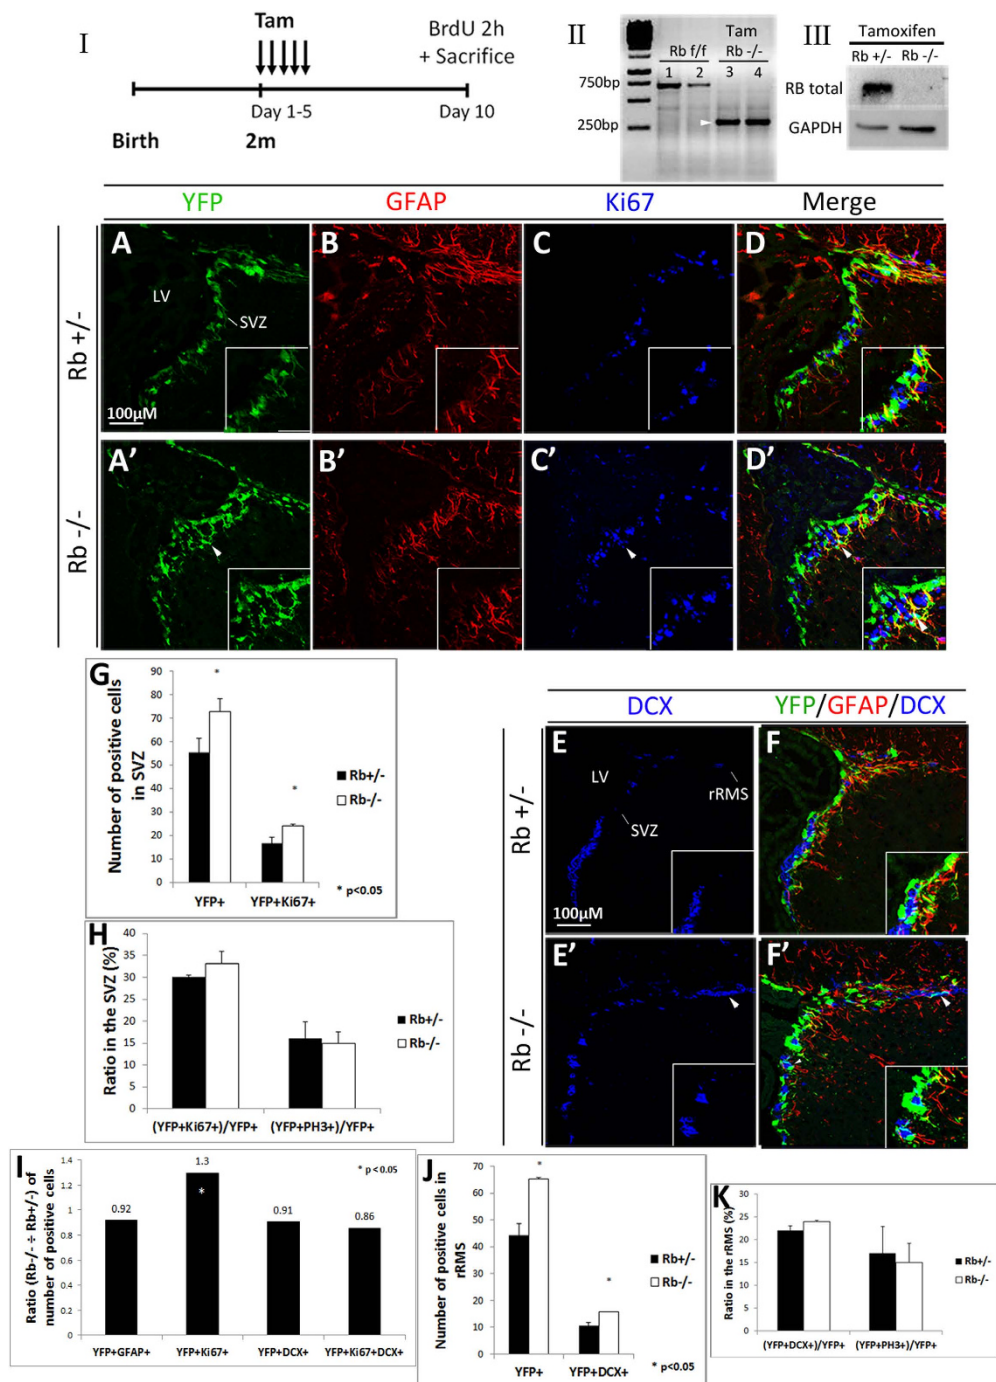 I
Tam
BrdU 2h
+ Sacrifice
Day 1-5
Day 10
Birth
2m
II
Tam
Rb f/f
Rb -/-
1 2 3 4
750bp
250bp
III
Tamoxifen
Rb +/- Rb -/-
RB total
GAPDH
YFP
GFAP
Ki67
Merge
Rb +/-
A
LV
SVZ
100μM
B
C
D
Rb -/-
A'
B'
C'
D'
G
Number of positive cells
in SVZ
90
80
70
60
50
40
30
20
10
0
*
*
YFP+
YFP+Ki67+
Rb+/-
Rb-/-
* p<0.05
H
Ratio in the SVZ (%)
40
35
30
25
20
15
10
5
0
(YFP+Ki67+)/YFP+
(YFP+PH3+)/YFP+
Rb+/-
Rb-/-
DCX
YFP/GFAP/DCX
Rb +/-
E
LV
rRMS
SVZ
100μM
F
Rb -/-
E'
F'
I
Ratio (Rb-/- ÷ Rb+/-) of
number of positive cells
1.4
1.2
1
0.8
0.6
0.4
0.2
0
0.92
1.3
*
0.91
0.86
* p < 0.05
YFP+GFAP+
YFP+Ki67+
YFP+DCX+
YFP+Ki67+DCX+
J
Number of positive cells in
rRMS
70
60
50
40
30
20
10
0
*
*
YFP+
YFP+DCX+
Rb+/-
Rb-/-
* p<0.05
K
Ratio in the rRMS (%)
30
25
20
15
10
5
0
(YFP+DCX+)/YFP+
(YFP+PH3+)/YFP+
Rb+/-
Rb-/-